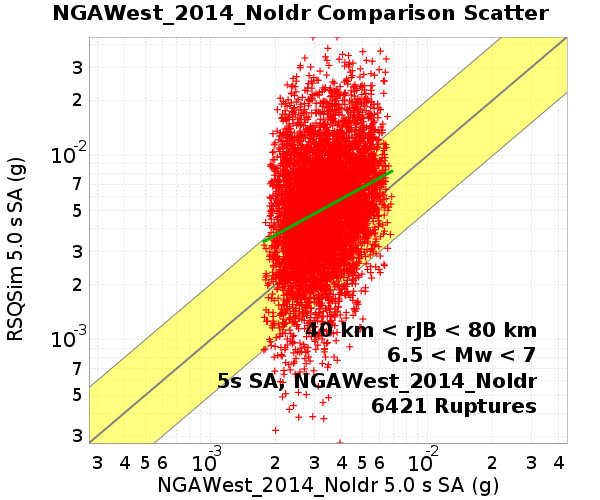 NGAWest_2014_NoIdr Comparison Scatter
RSQSim 5.0 s SA (g)
3
2
10-2
7
5
3
2
10-3
7
5
3
40 km < rJB < 80 km
6.5 < Mw < 7
5s SA, NGAWest_2014_NoIdr
6421 Ruptures
3 4 5 6 10-3 2 3 4 5 6 10-2 2 3 4
NGAWest_2014_NoIdr 5.0 s SA (g)